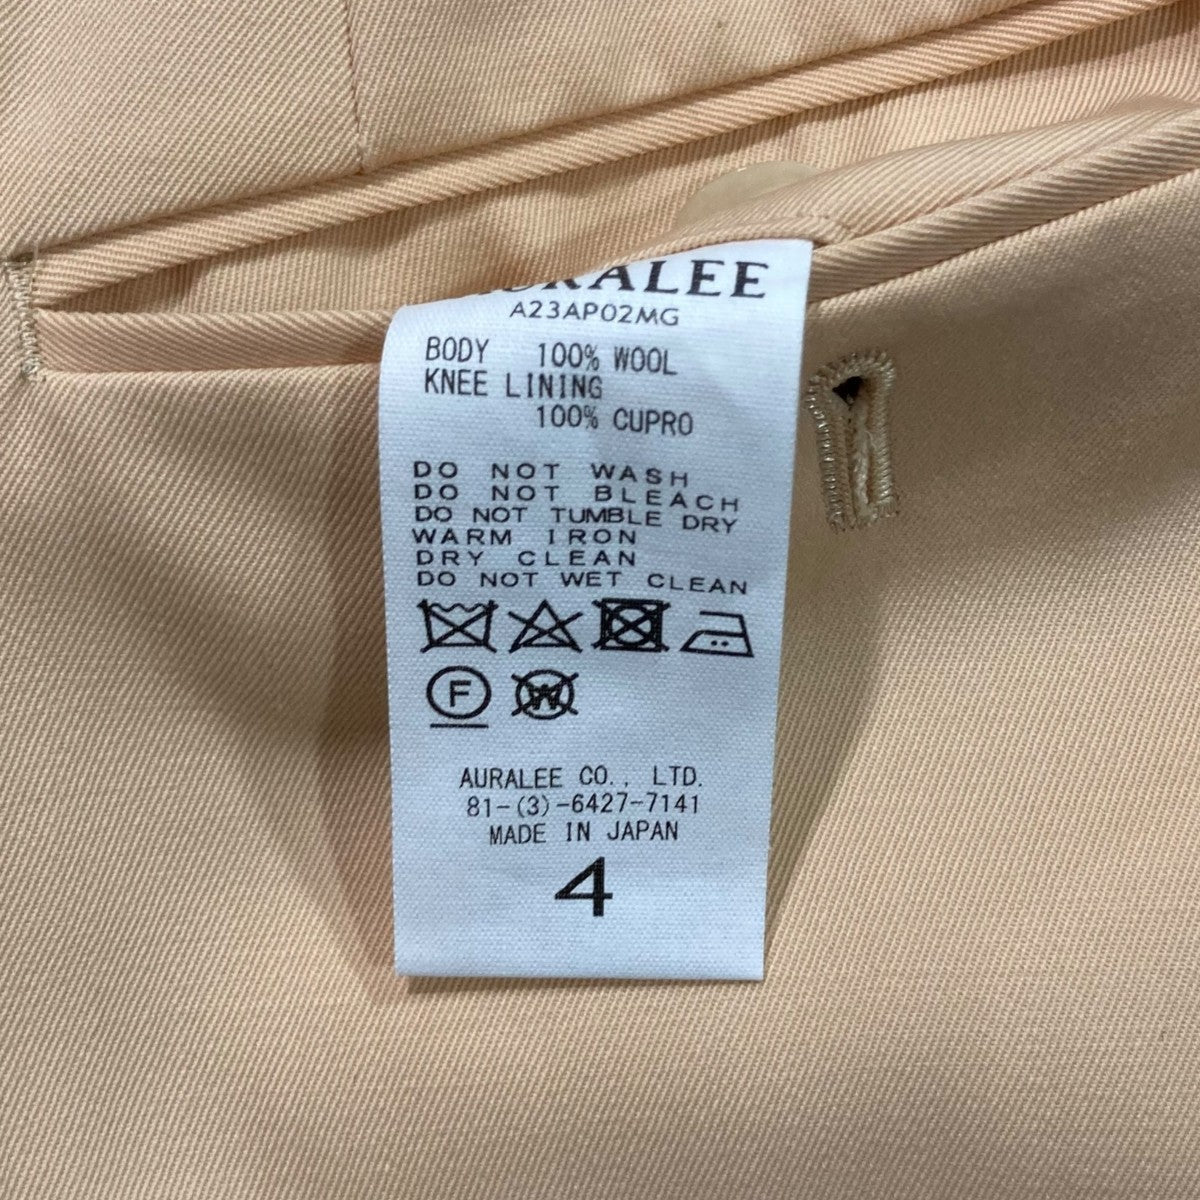 AURALEE
A23AP02MG
BODY 100% WOOL
KNEE LINING
100% CUPRO
DO NOT WASH
DO NOT BLEACH
DO NOT TUMBLE DRY
WARM IRON
DRY CLEAN
DO NOT WET CLEAN
F W
AURALEE CO., LTD.
81-(3)-6427-7141
MADE IN JAPAN
4